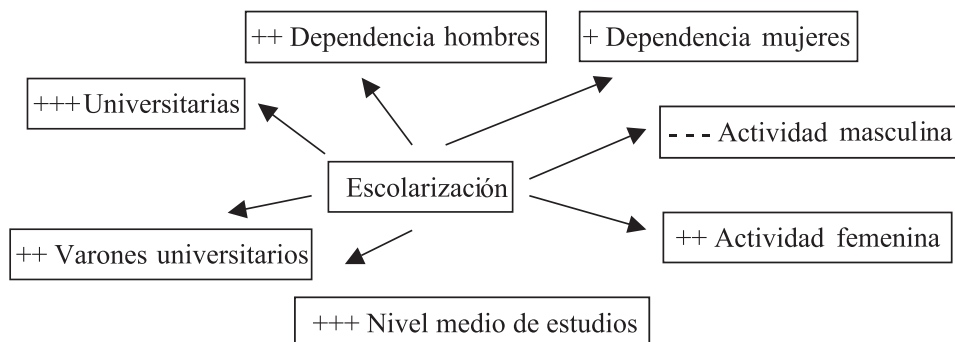 ++ Dependencia hombres
+ Dependencia mujeres
+++ Universitarias
--- Actividad masculina
Escolarización
++ Actividad femenina
++ Varones universitarios
+++ Nivel medio de estudios